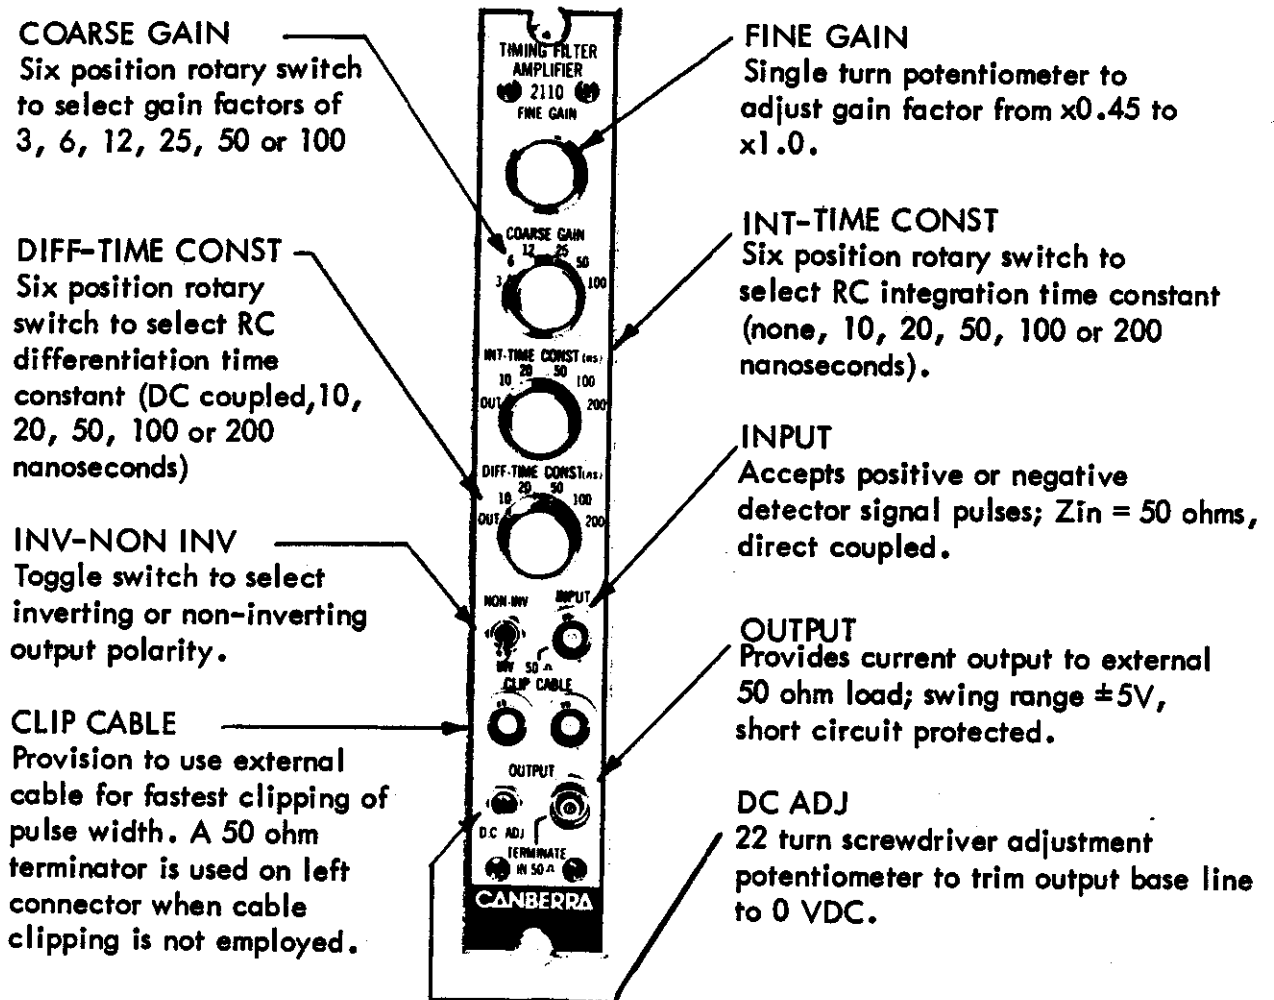 COARSE GAIN
Six position rotary switch
to select gain factors of
3, 6, 12, 25, 50 or 100
DIFF-TIME CONST
Six position rotary
switch to select RC
differentiation time
constant (DC coupled, 10,
20, 50, 100 or 200
nanoseconds)
INV-NON INV
Toggle switch to select
inverting or non-inverting
output polarity.
CLIP CABLE
Provision to use external
cable for fastest clipping of
pulse width. A 50 ohm
terminator is used on left
connector when cable
clipping is not employed.
TIMING FILTER
AMPLIFIER
2110
FINE GAIN
COARSE GAIN
3 6 12 25 50 100
INT-TIME CONST (ns)
OUT 10 20 50 100 200
DIFF-TIME CONST (ns)
OUT 10 20 50 100 200
NON-INV INPUT
INV 50 Ω
CLIP CABLE
OUTPUT
D.C ADJ
TERMINATE
IN 50 Ω
CANBERRA
FINE GAIN
Single turn potentiometer to
adjust gain factor from x0.45 to
x1.0.
INT-TIME CONST
Six position rotary switch to
select RC integration time constant
(none, 10, 20, 50, 100 or 200
nanoseconds).
INPUT
Accepts positive or negative
detector signal pulses; Zin = 50 ohms,
direct coupled.
OUTPUT
Provides current output to external
50 ohm load; swing range ±5V,
short circuit protected.
DC ADJ
22 turn screwdriver adjustment
potentiometer to trim output base line
to 0 VDC.